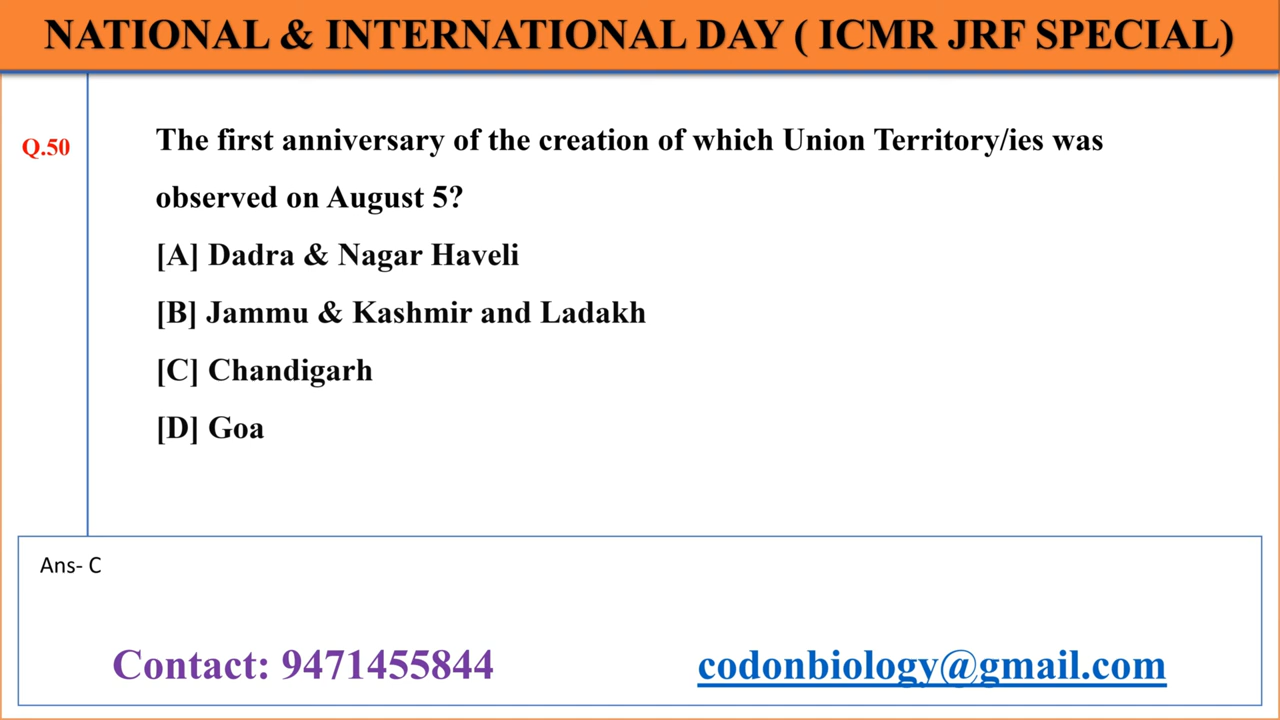 NATIONAL & INTERNATIONAL DAY ( ICMR JRF SPECIAL)
Q.50
The first anniversary of the creation of which Union Territory/ies was
observed on August 5?
[A] Dadra & Nagar Haveli
[B] Jammu & Kashmir and Ladakh
[C] Chandigarh
[D] Goa
Ans- C
Contact: 9471455844
codonbiology@gmail.com